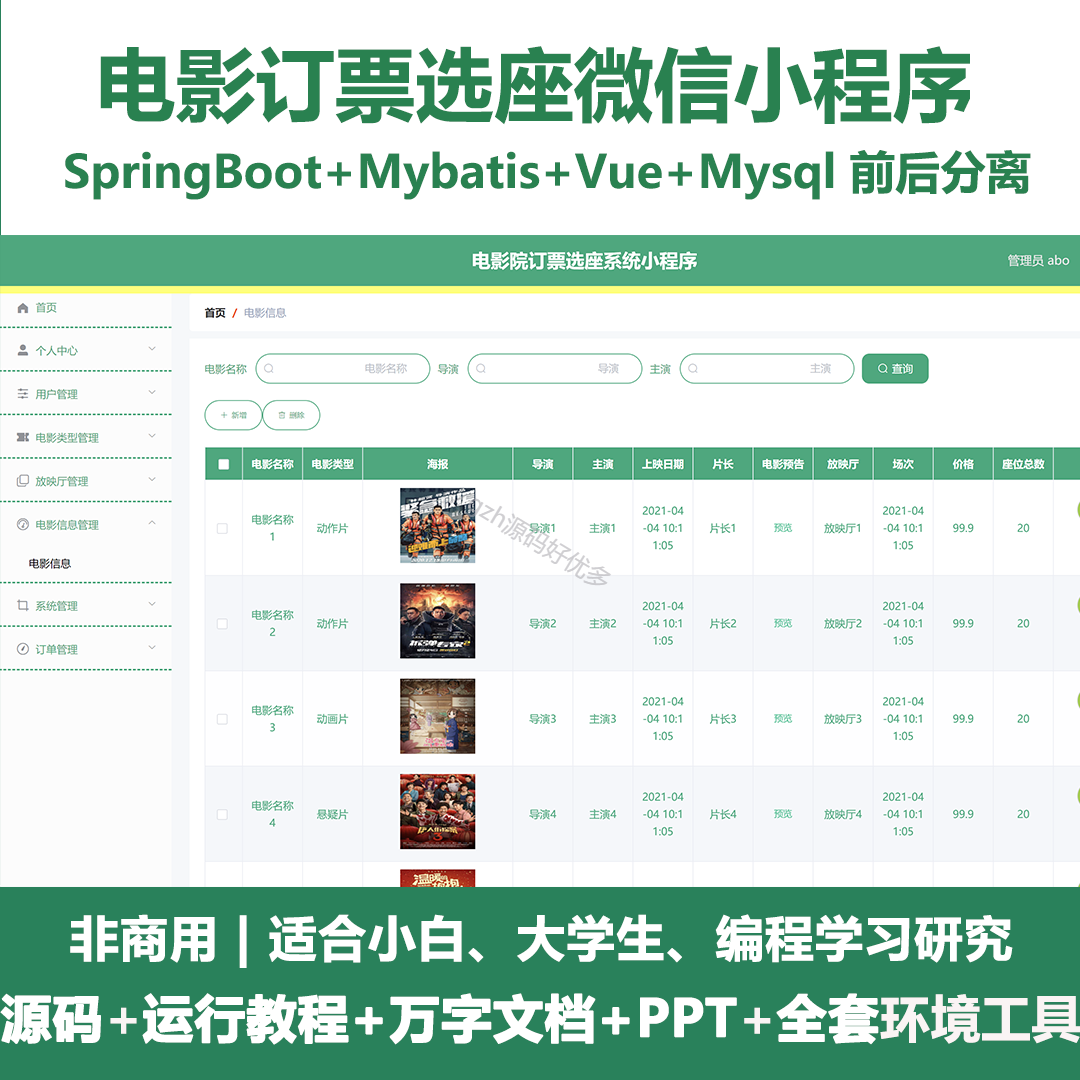 电影订票选座微信小程序
SpringBoot+Mybatis+Vue+Mysql 前后分离
电影院订票选座系统小程序
管理员 abo
首页
个人中心
用户管理
电影类型管理
放映厅管理
电影信息管理
电影信息
系统管理
订单管理
首页 / 电影信息
电影名称 电影名称 导演 导演 主演 主演 查询
+ 新增 删除
电影名称 电影类型 海报 导演 主演 上映日期 片长 电影预告 放映厅 场次 价格 座位总数
电影名称1 动作片 导演1 主演1 2021-04-04 10:11:05 片长1 预览 放映厅1 2021-04-04 10:11:05 99.9 20
电影名称2 动作片 导演2 主演2 2021-04-04 10:11:05 片长2 预览 放映厅2 2021-04-04 10:11:05 99.9 20
电影名称3 动画片 导演3 主演3 2021-04-04 10:11:05 片长3 预览 放映厅3 2021-04-04 10:11:05 99.9 20
电影名称4 悬疑片 导演4 主演4 2021-04-04 10:11:05 片长4 预览 放映厅4 2021-04-04 10:11:05 99.9 20
紧急救援
拆弹专家2
温暖的抱抱
gzh源码好优多
非商用｜适合小白、大学生、编程学习研究
源码+运行教程+万字文档+PPT+全套环境工具